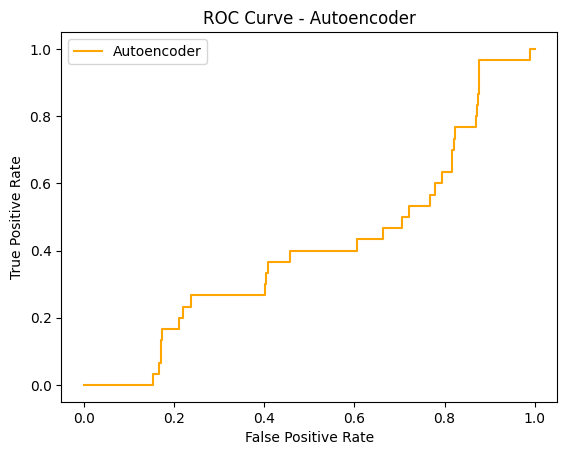 ROC Curve - Autoencoder
Autoencoder
True Positive Rate
1.0
0.8
0.6
0.4
0.2
0.0
0.0 0.2 0.4 0.6 0.8 1.0
False Positive Rate